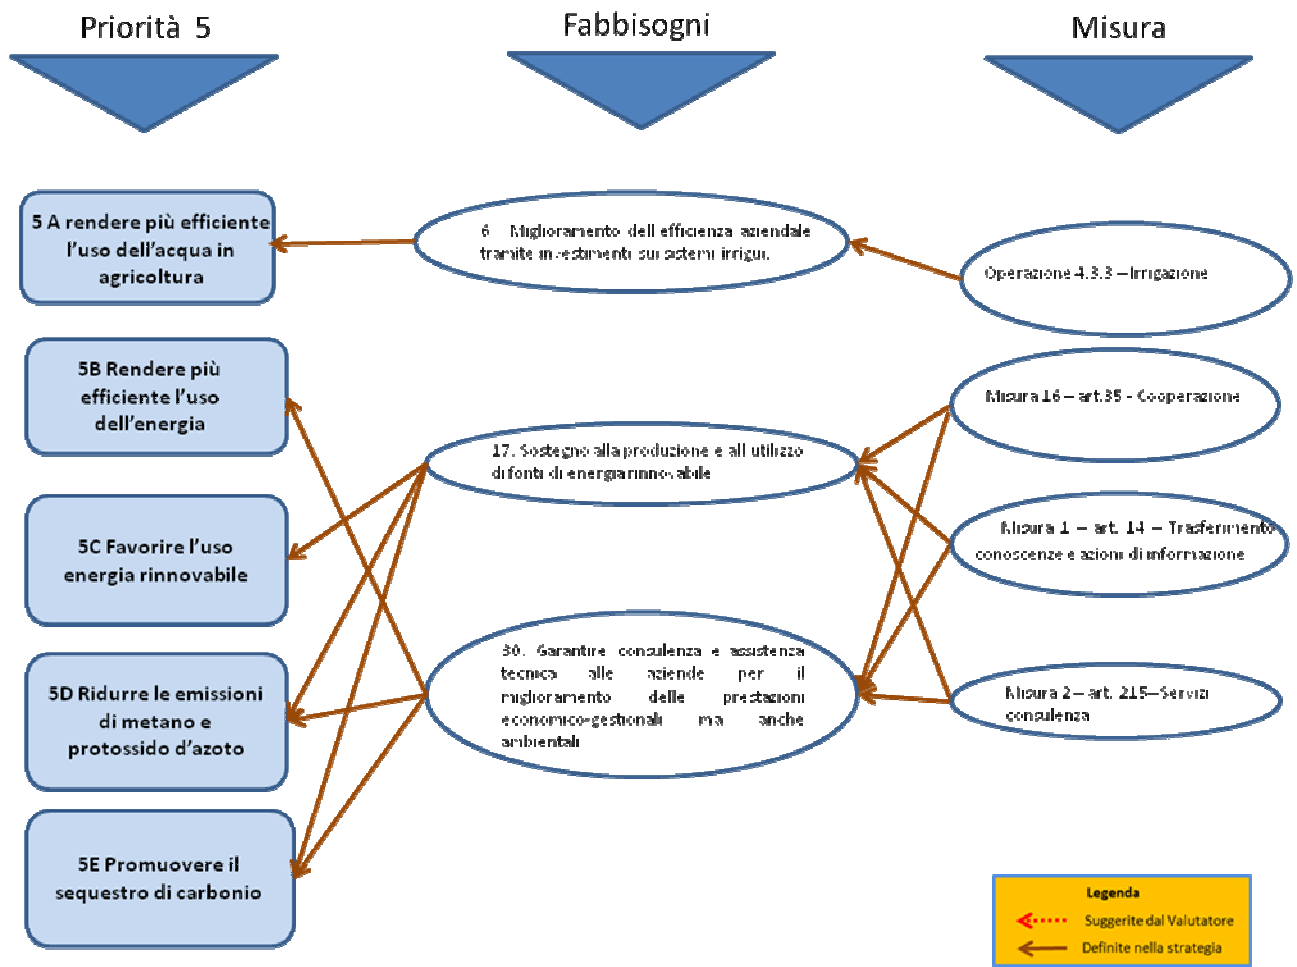 Priorità 5
Fabbisogni
Misura
5 A rendere più efficiente
l'uso dell'acqua in
agricoltura
6 Miglioramento dell efficienza aziendale
tramite investimenti sui sistemi irrigui.
Operazione 4.3.3 – Irrigazione
5B Rendere più
efficiente l'uso
dell'energia
Misura 16 – art.35 - Cooperazione
17. Sostegno alla produzione e all utilizzo
di fonti di energia rinnovabile
5C Favorire l'uso
energia rinnovabile
Misura 1 – art. 14 – Trasferimento
conoscenze e azioni di informazione
30. Garantire consulenza e assistenza
tecnica alle aziende per il
miglioramento delle prestazioni
economico-gestionali ma anche
ambientali
5D Ridurre le emissioni
di metano e
protossido d'azoto
Misura 2– art. 215–Servizi
consulenza
5E Promuovere il
sequestro di carbonio
Legenda
Suggerite dal Valutatore
Definite nella strategia